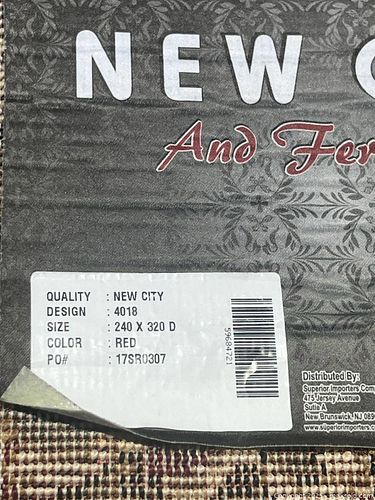 NEW
And Fer
QUALITY : NEW CITY
DESIGN : 4018
SIZE : 240 X 320 D
COLOR : RED
PO# : 17SR0307
59684721
Distributed By:
Superior Importers Com
475 Jersey Avenue
Suite A
New Brunswick, NJ 089
www.superiorimporters.c